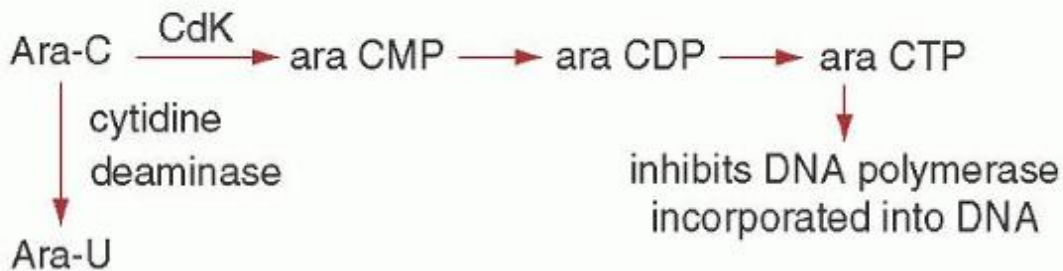 CdK
Ara-C ara CMP ara CDP ara CTP
cytidine
deaminase
inhibits DNA polymerase
incorporated into DNA
Ara-U